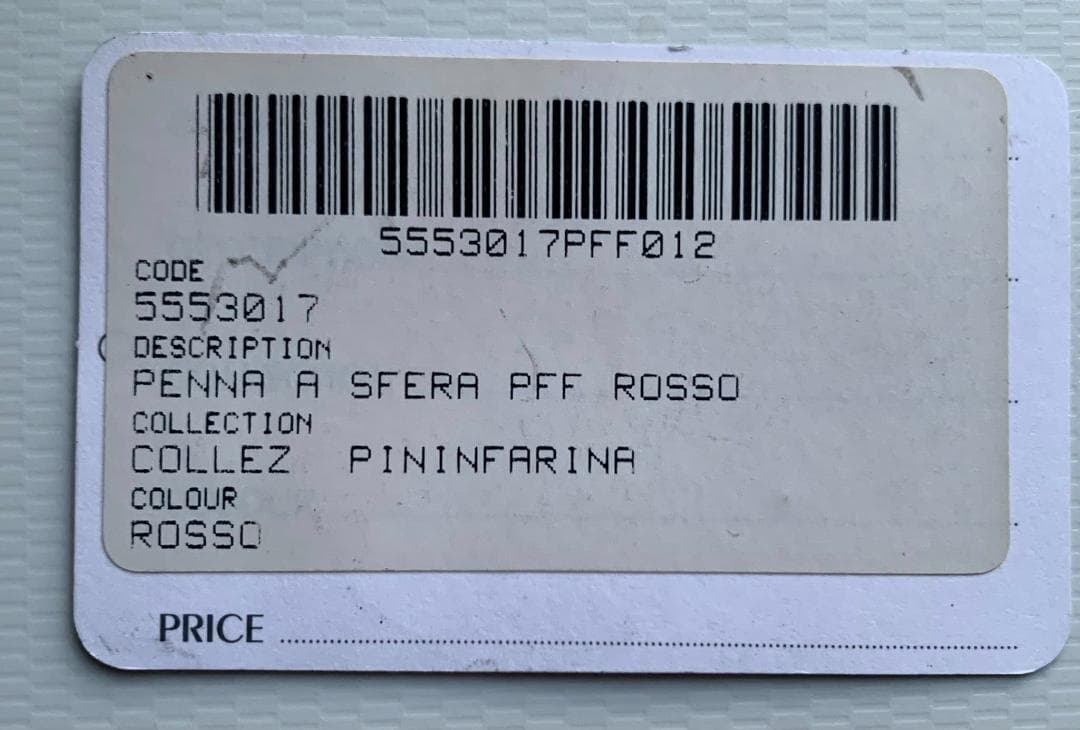 5553017PFF012
CODE
5553017
DESCRIPTION
PENNA A SFERA PFF ROSSO
COLLECTION
COLLEZ PININFARINA
COLOUR
ROSSO
PRICE